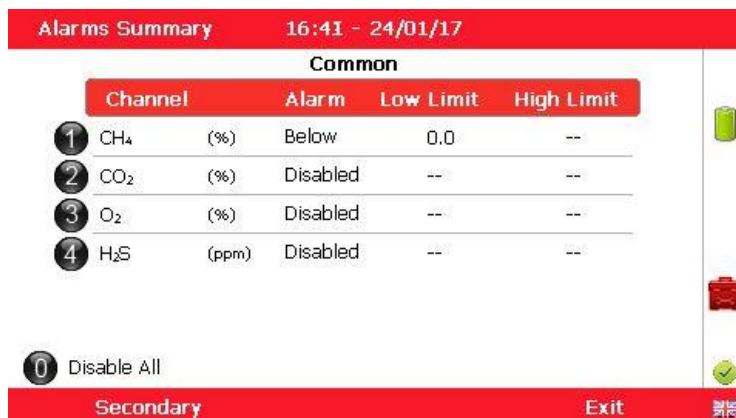 Alarms Summary 16:41 - 24/01/17
Common
Channel Alarm Low Limit High Limit
1 CH₄ (%) Below 0.0 --
2 CO₂ (%) Disabled -- --
3 O₂ (%) Disabled -- --
4 H₂S (ppm) Disabled -- --
0 Disable All
Secondary Exit